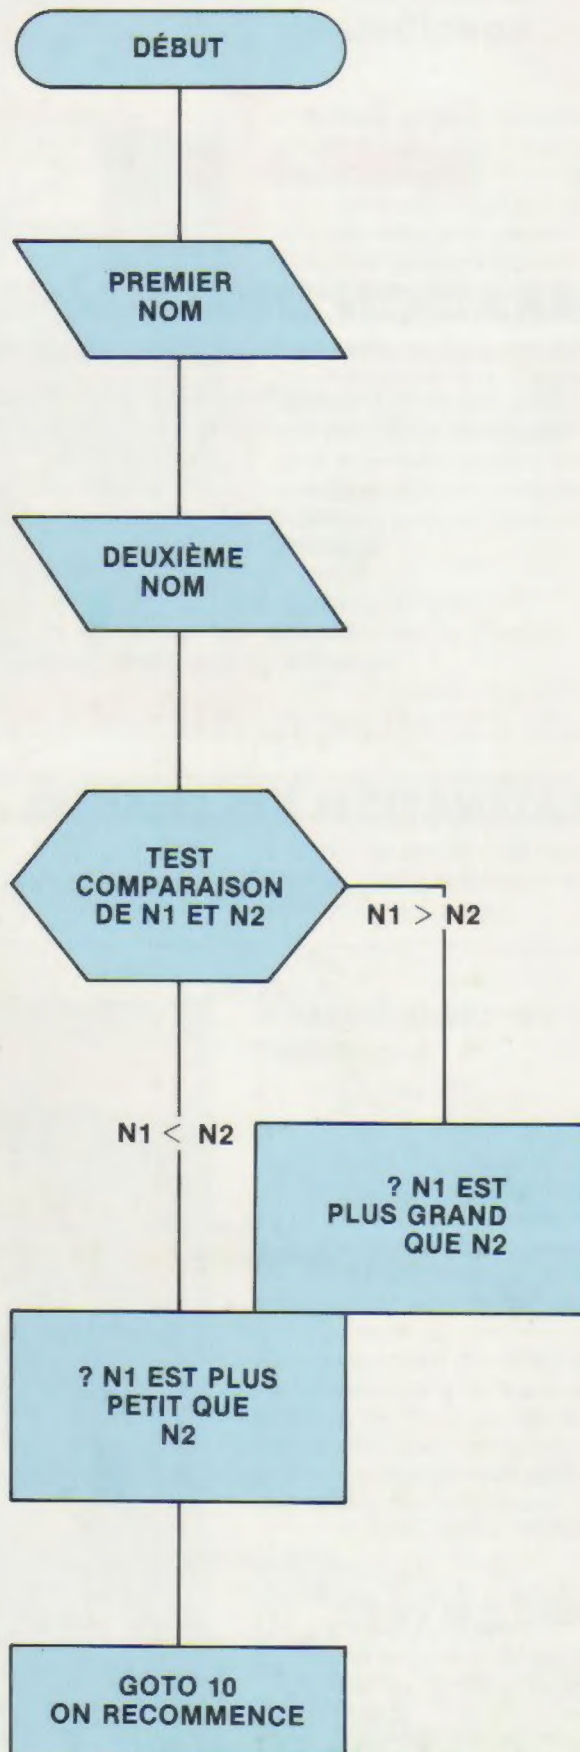 DÉBUT
PREMIER
NOM
DEUXIÈME
NOM
TEST
COMPARAISON
DE N1 ET N2
N1 > N2
N1 < N2
? N1 EST
PLUS GRAND
QUE N2
? N1 EST PLUS
PETIT QUE
N2
GOTO 10
ON RECOMMENCE